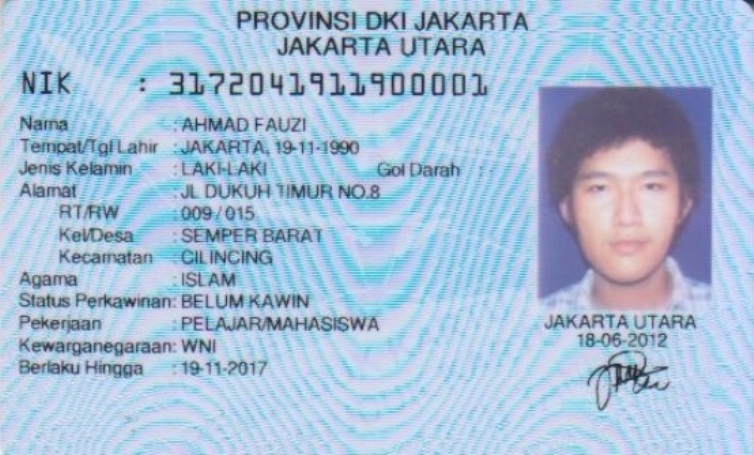 PROVINSI DKI JAKARTA
JAKARTA UTARA
NIK : 3172041911900001
Nama : AHMAD FAUZI
Tempat/Tgl Lahir : JAKARTA, 19-11-1990
Jenis Kelamin : LAKI-LAKI Gol Darah : -
Alamat : JL DUKUH TIMUR NO.8
RT/RW : 009 / 015
Kel/Desa : SEMPER BARAT
Kecamatan : CILINCING
Agama : ISLAM
Status Perkawinan: BELUM KAWIN
Pekerjaan : PELAJAR/MAHASISWA
Kewarganegaraan: WNI
Berlaku Hingga : 19-11-2017
JAKARTA UTARA
18-06-2012